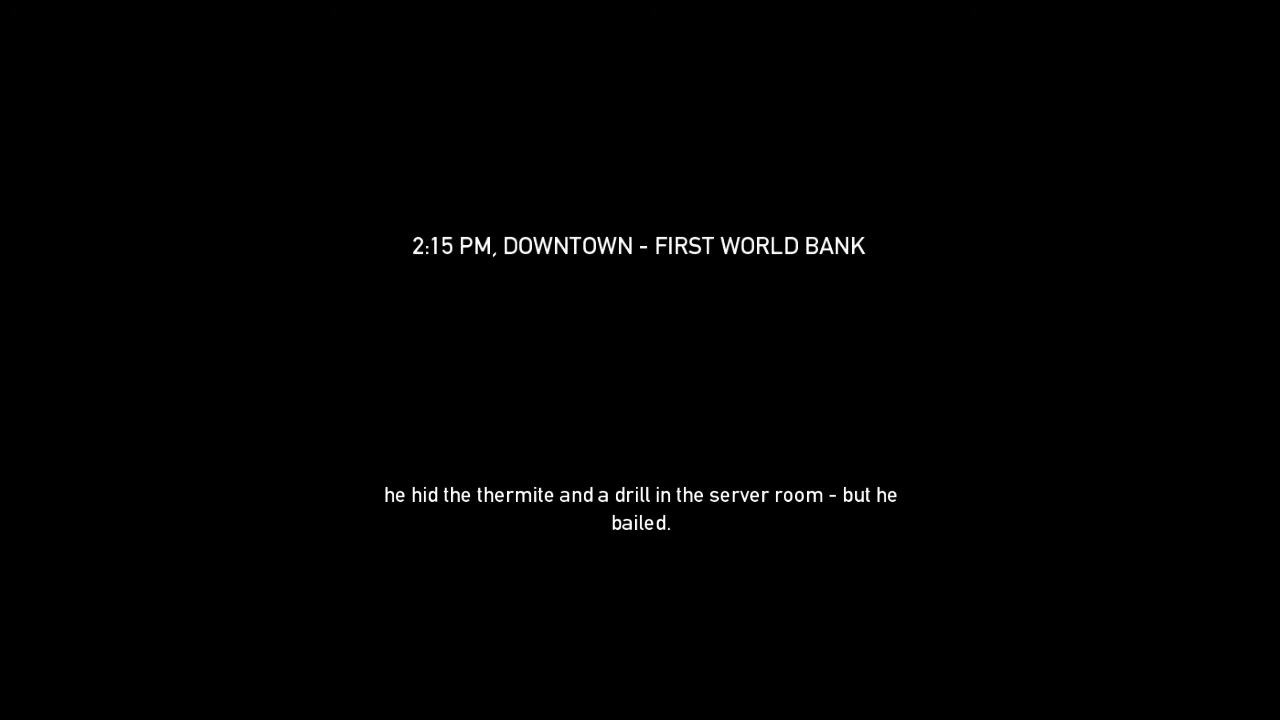 2:15 PM, DOWNTOWN - FIRST WORLD BANK
he hid the thermite and a drill in the server room - but he
bailed.